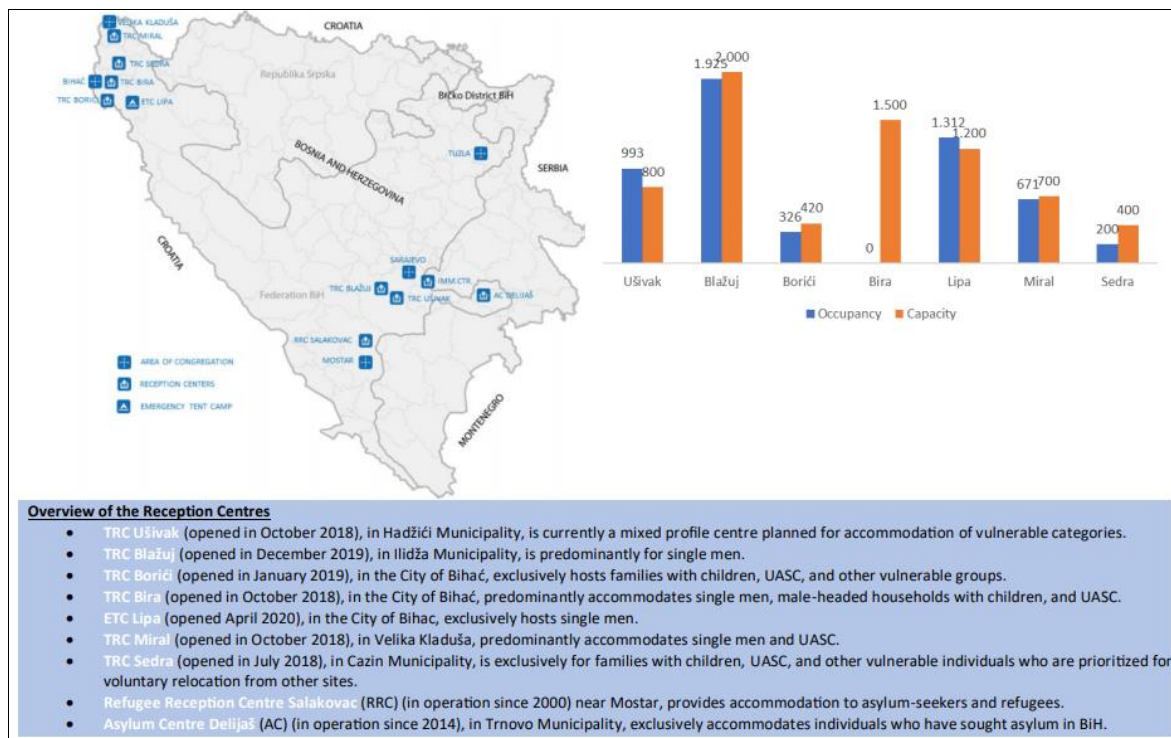 CROATIA
VELIKA KLADUŠA
TRC MIRAL
TRC SEDRA
Republika Srpska
BIHAĆ
TRC BIRA
TRC BORIĆI
ETC LIPA
Brčko District BiH
TUZLA
BOSNIA AND HERZEGOVINA
SERBIA
CROATIA
SARAJEVO
IMM.CTR.
TRC BLAŽUJ
Federation BiH
TRC UŠIVAK
AC DELIJAŠ
RRC SALAKOVAC
MOSTAR
AREA OF CONGREGATION
RECEPTION CENTERS
EMERGENCY TENT CAMP
MONTENEGRO
993
800
1.925
2.000
326
420
0
1.500
1.312
1.200
671
700
200
400
Ušivak Blažuj Borići Bira Lipa Miral Sedra
Occupancy Capacity
Overview of the Reception Centres
• TRC Ušivak (opened in October 2018), in Hadžići Municipality, is currently a mixed profile centre planned for accommodation of vulnerable categories.
• TRC Blažuj (opened in December 2019), in Ilidža Municipality, is predominantly for single men.
• TRC Borići (opened in January 2019), in the City of Bihać, exclusively hosts families with children, UASC, and other vulnerable groups.
• TRC Bira (opened in October 2018), in the City of Bihać, predominantly accommodates single men, male-headed households with children, and UASC.
• ETC Lipa (opened April 2020), in the City of Bihac, exclusively hosts single men.
• TRC Miral (opened in October 2018), in Velika Kladuša, predominantly accommodates single men and UASC.
• TRC Sedra (opened in July 2018), in Cazin Municipality, is exclusively for families with children, UASC, and other vulnerable individuals who are prioritized for
voluntary relocation from other sites.
• Refugee Reception Centre Salakovac (RRC) (in operation since 2000) near Mostar, provides accommodation to asylum-seekers and refugees.
• Asylum Centre Delijaš (AC) (in operation since 2014), in Trnovo Municipality, exclusively accommodates individuals who have sought asylum in BiH.